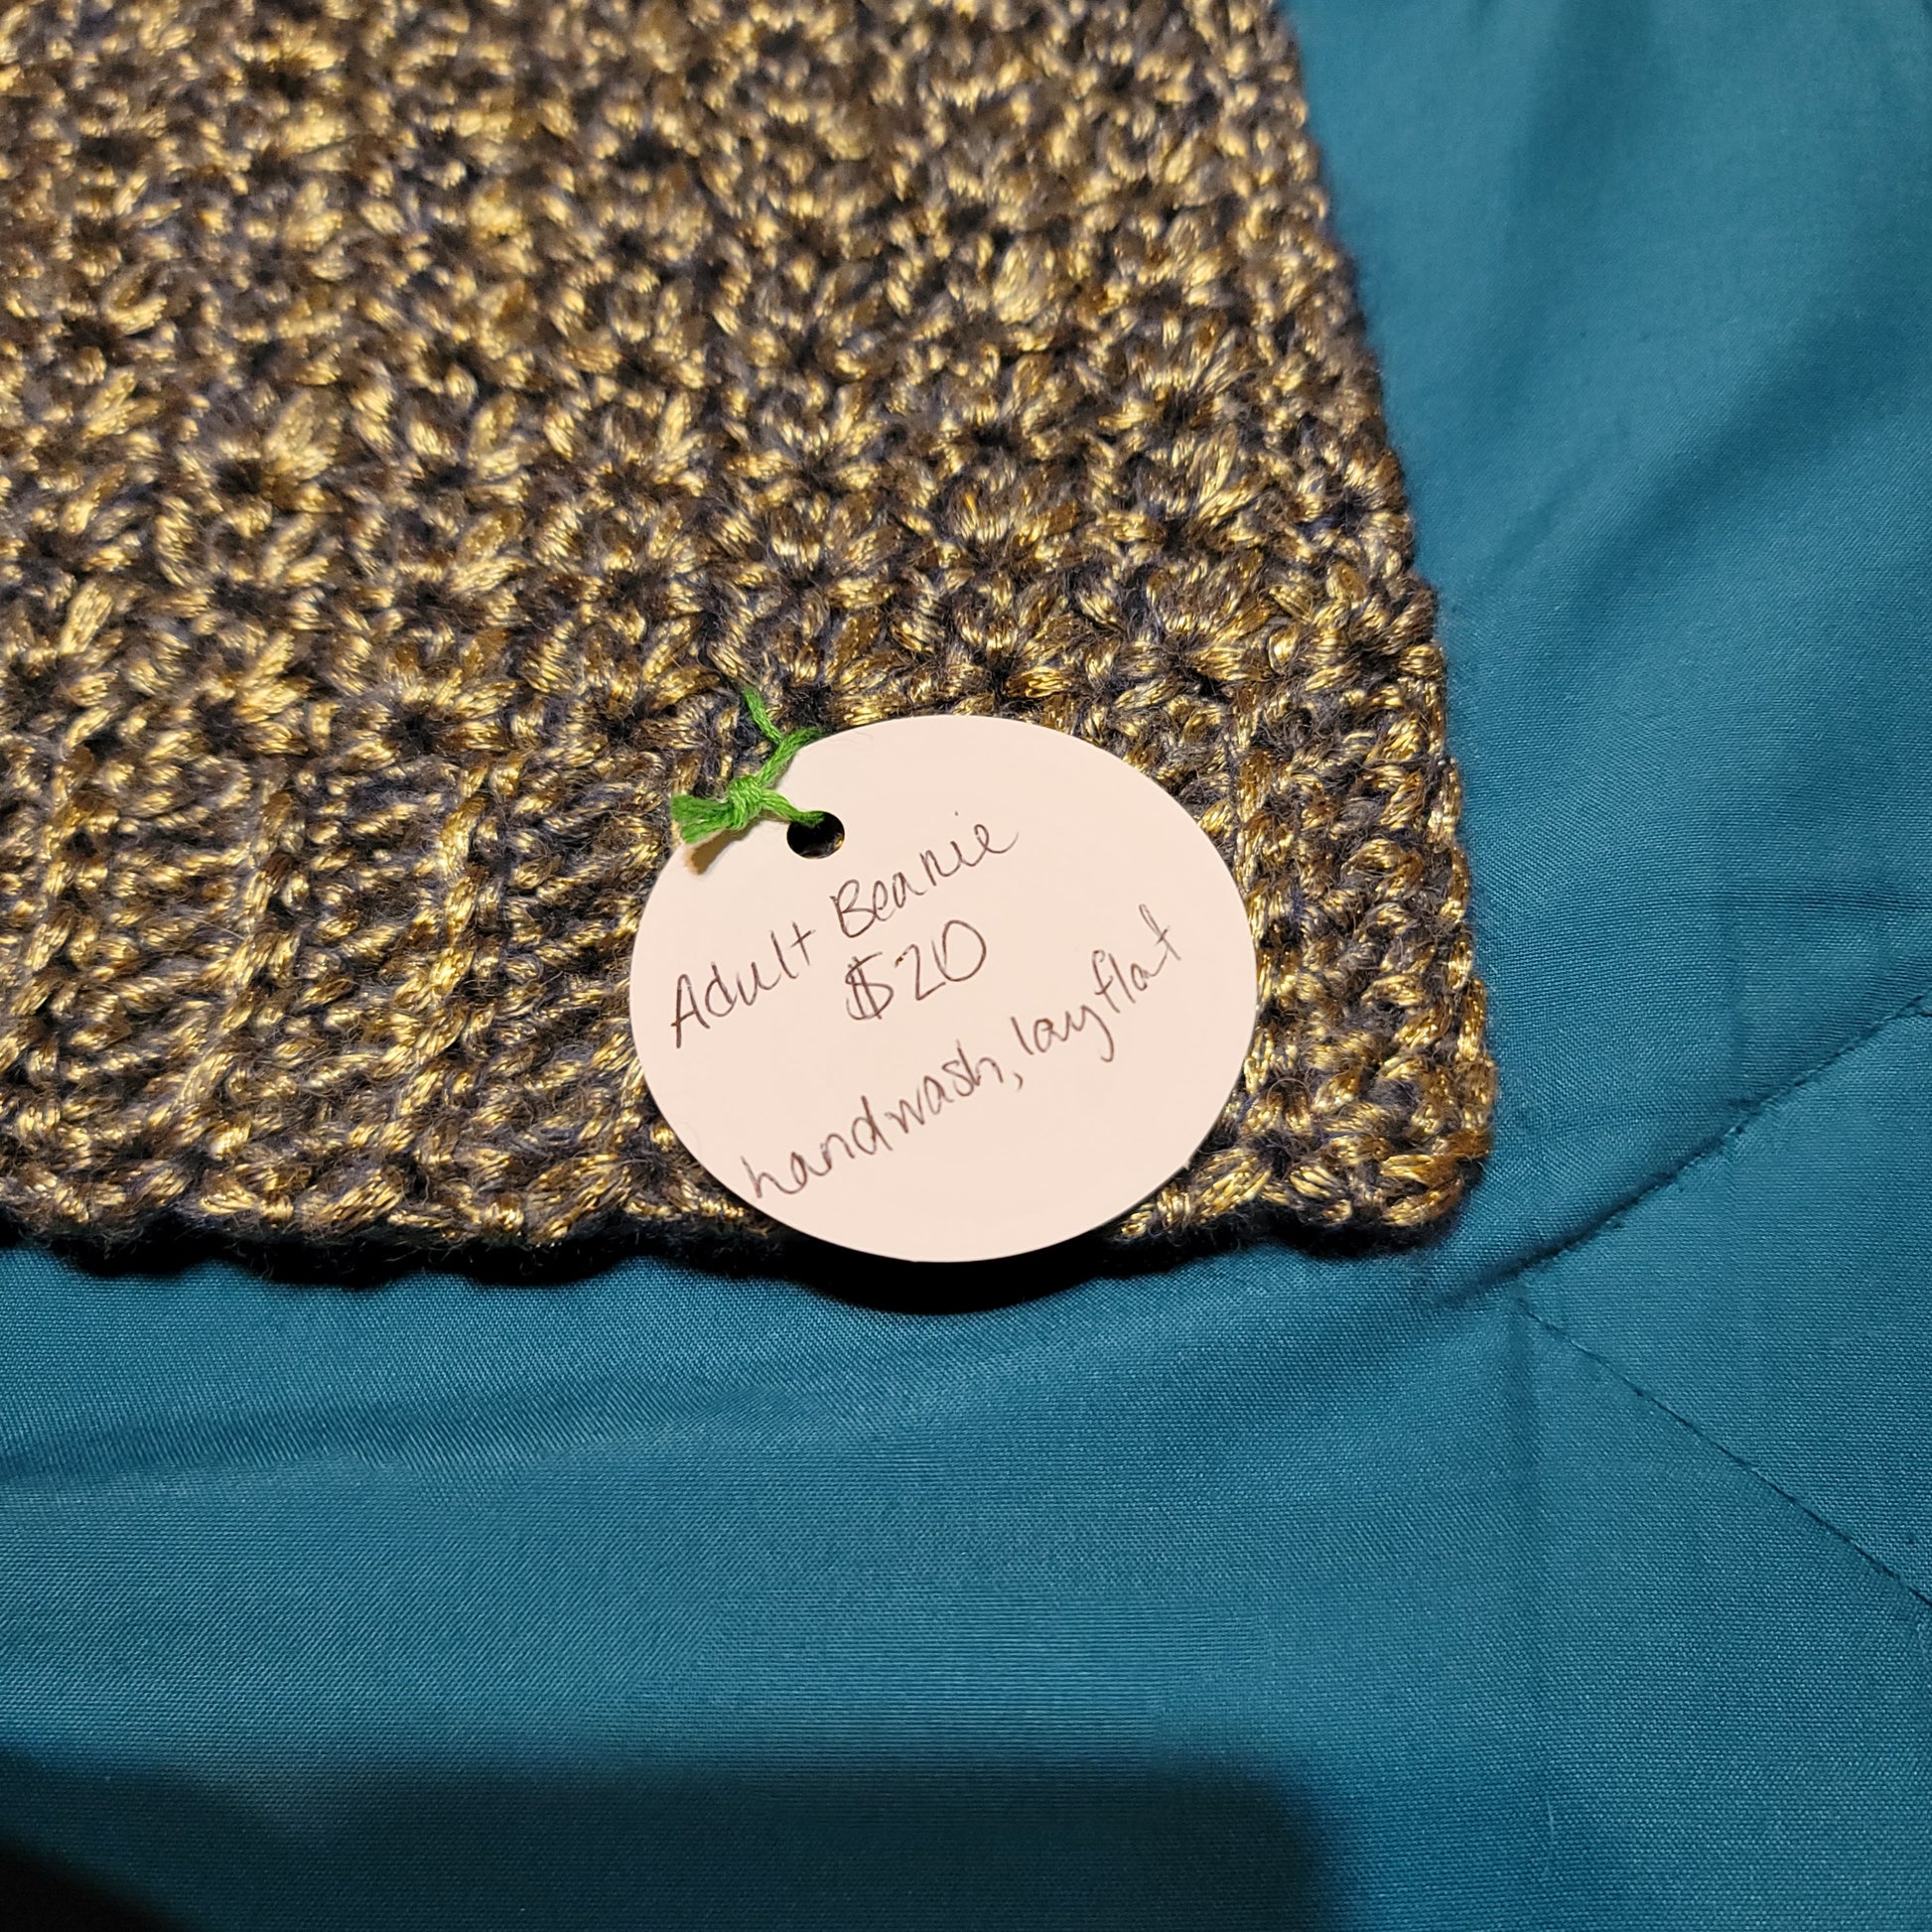 Adult Beanie
$20
handwash, lay flat